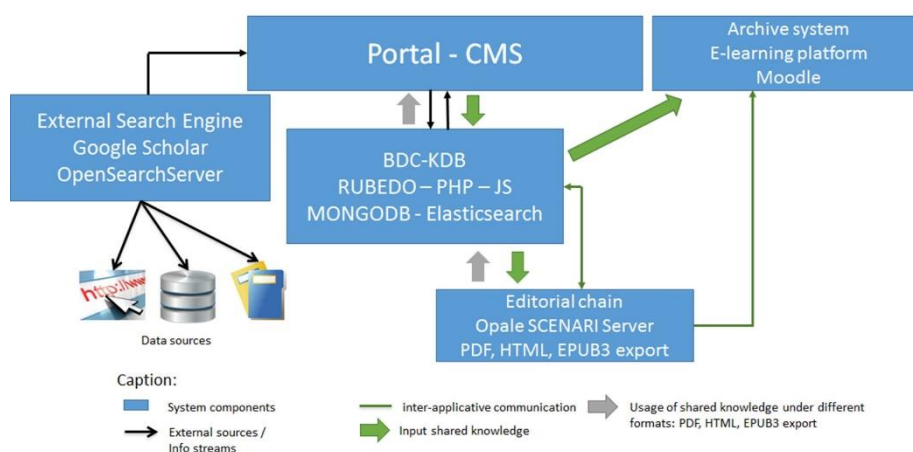 Portal - CMS
Archive system
E-learning platform
Moodle
External Search Engine
Google Scholar
OpenSearchServer
BDC-KDB
RUBEDO – PHP – JS
MONGODB - Elasticsearch
http://www
Editorial chain
Opale SCENARI Server
PDF, HTML, EPUB3 export
Data sources
Caption:
System components
External sources /
Info streams
inter-applicative communication
Input shared knowledge
Usage of shared knowledge under different
formats: PDF, HTML, EPUB3 export